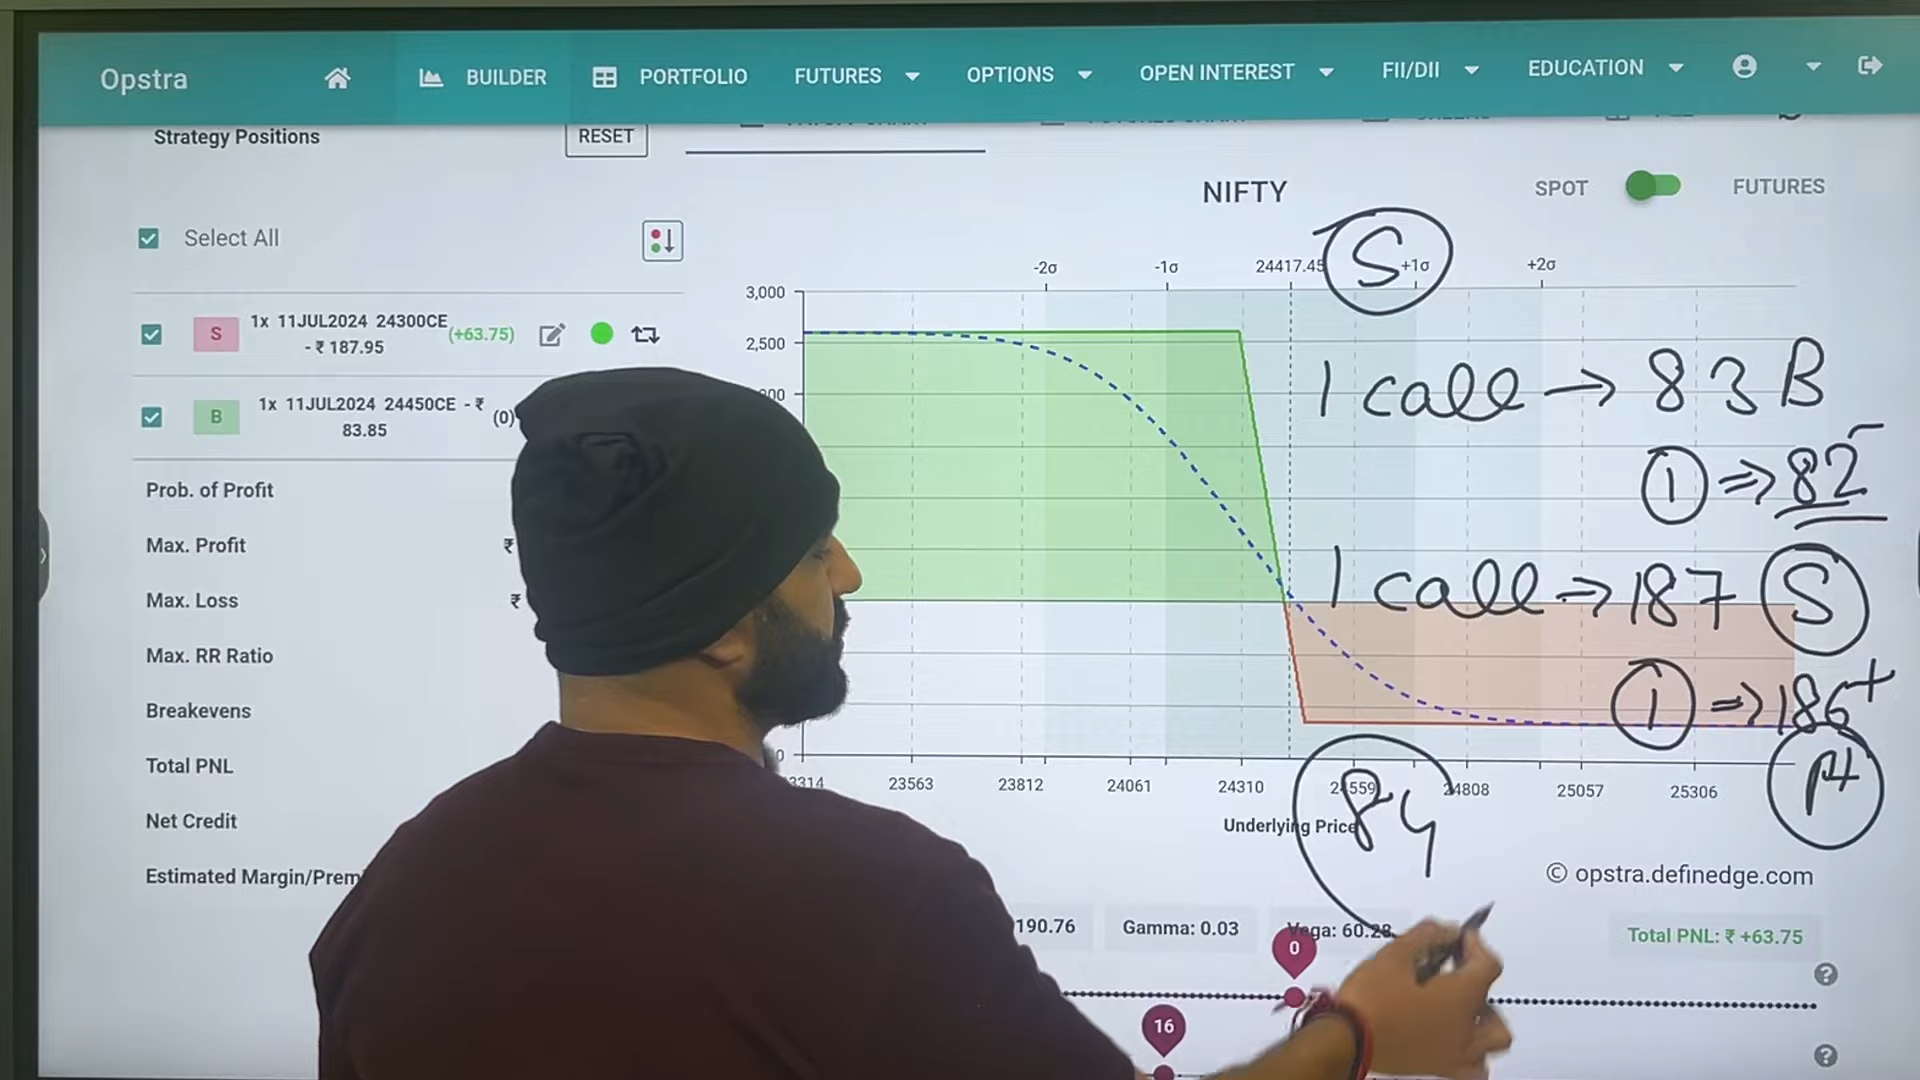 Opstra BUILDER PORTFOLIO FUTURES OPTIONS OPEN INTEREST FII/DII EDUCATION
Strategy Positions RESET
NIFTY SPOT FUTURES
Select All
-2σ -1σ 24417.45 +1σ +2σ
S
S 1x 11JUL2024 24300CE (+63.75)
- ₹ 187.95
B 1x 11JUL2024 24450CE - ₹ (0)
83.85
3,000
2,500
1 call → 83 B
1 ⇒ 82 -
1 call ⇒ 187 S
1 ⇒ 186 +
Prob. of Profit
Max. Profit ₹
Max. Loss ₹
Max. RR Ratio
Breakevens
Total PNL
Net Credit
Estimated Margin/Prem
23563 23812 24061 24310 24559 24808 25057 25306
Underlying Price
84
© opstra.definedge.com
190.76 Gamma: 0.03 Vega: 60.28 Total PNL: ₹ +63.75
0
16